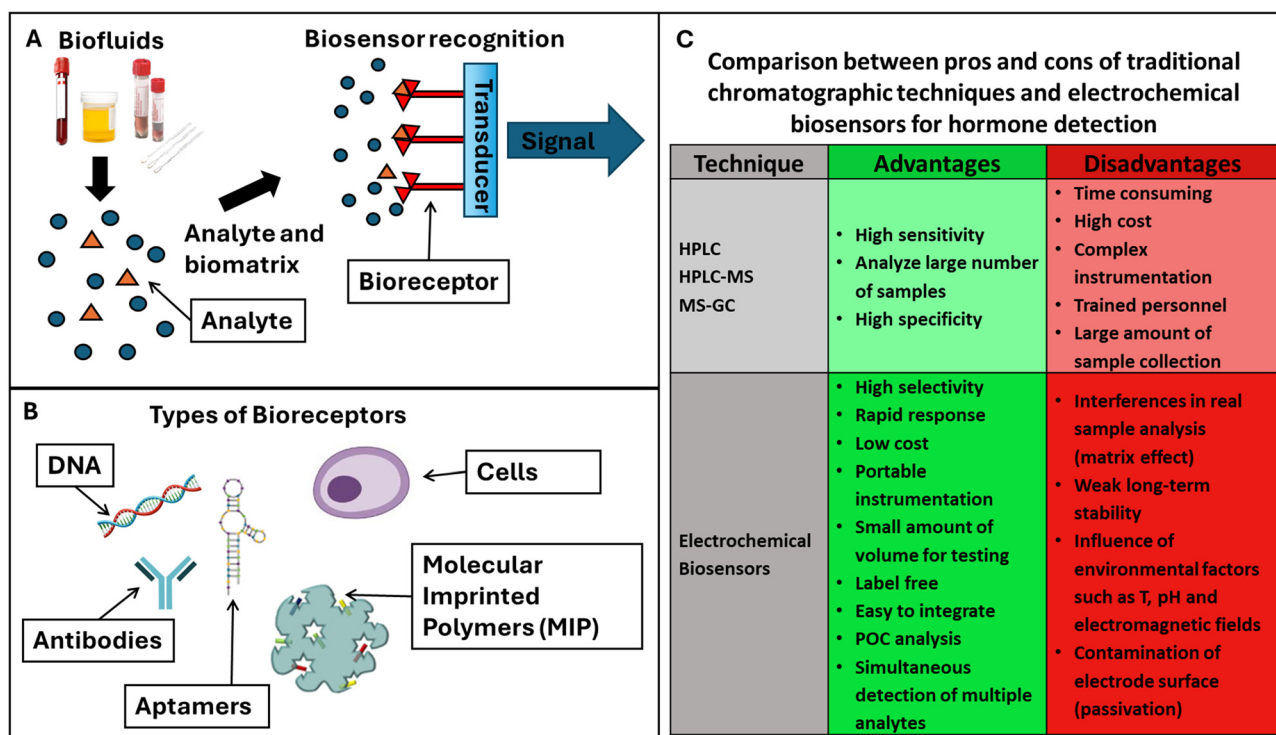 A
Biofluids
Biosensor recognition
Transducer
Signal
Analyte and
biomatrix
Bioreceptor
Analyte
B
Types of Bioreceptors
DNA
Cells
Molecular
Imprinted
Polymers (MIP)
Antibodies
Aptamers
C
Comparison between pros and cons of traditional
chromatographic techniques and electrochemical
biosensors for hormone detection
Technique
Advantages
Disadvantages
HPLC
HPLC-MS
MS-GC
• High sensitivity
• Analyze large number
of samples
• High specificity
• Time consuming
• High cost
• Complex
instrumentation
• Trained personnel
• Large amount of
sample collection
Electrochemical
Biosensors
• High selectivity
• Rapid response
• Low cost
• Portable
instrumentation
• Small amount of
volume for testing
• Label free
• Easy to integrate
• POC analysis
• Simultaneous
detection of multiple
analytes
• Interferences in real
sample analysis
(matrix effect)
• Weak long-term
stability
• Influence of
environmental factors
such as T, pH and
electromagnetic fields
• Contamination of
electrode surface
(passivation)